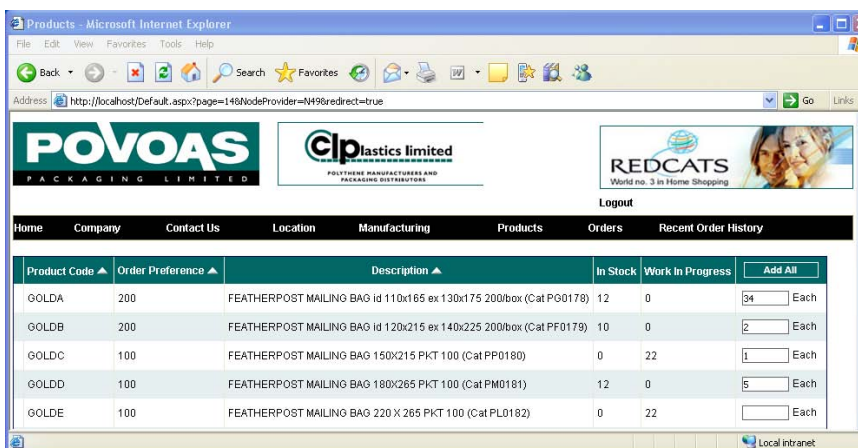 Products - Microsoft Internet Explorer
File Edit View Favorites Tools Help
Back Search Favorites
Address http://localhost/Default.aspx?page=148NodeProvider=N49&redirect=true Go Links
POVOAS
PACKAGING LIMITED
CLPlastics limited
POLYTHENE MANUFACTURERS AND
PACKAGING DISTRIBUTORS
REDCATS
World no. 3 in Home Shopping
Logout
Home Company Contact Us Location Manufacturing Products Orders Recent Order History
Product Code Order Preference Description In Stock Work In Progress Add All
GOLDA 200 FEATHERPOST MAILING BAG id 110x165 ex 130x175 200/box (Cat PG0178) 12 0 34 Each
GOLDB 200 FEATHERPOST MAILING BAG id 120x215 ex 140x225 200/box (Cat PF0179) 10 0 2 Each
GOLDC 100 FEATHERPOST MAILING BAG 150X215 PKT 100 (Cat PP0180) 0 22 1 Each
GOLDD 100 FEATHERPOST MAILING BAG 180X265 PKT 100 (Cat PM0181) 12 0 5 Each
GOLDE 100 FEATHERPOST MAILING BAG 220 X 265 PKT 100 (Cat PL0182) 0 22 Each
Local intranet